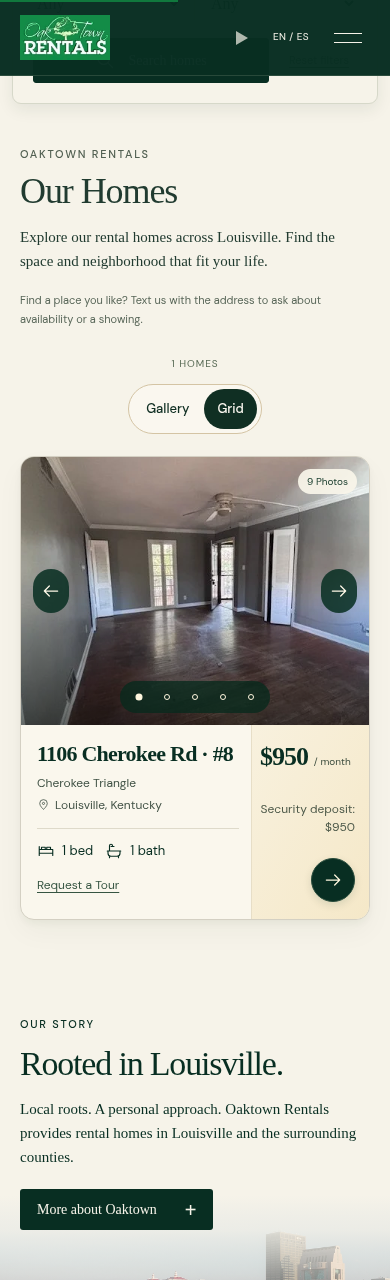 Oak Town
RENTALS
EN / ES
OAKTOWN RENTALS
Our Homes
Explore our rental homes across Louisville. Find the
space and neighborhood that fit your life.
Find a place you like? Text us with the address to ask about
availability or a showing.
1 HOMES
Gallery
Grid
9 Photos
1106 Cherokee Rd · #8
$950 / month
Cherokee Triangle
Louisville, Kentucky
Security deposit:
$950
1 bed
1 bath
Request a Tour
OUR STORY
Rooted in Louisville.
Local roots. A personal approach. Oaktown Rentals
provides rental homes in Louisville and the surrounding
counties.
More about Oaktown +